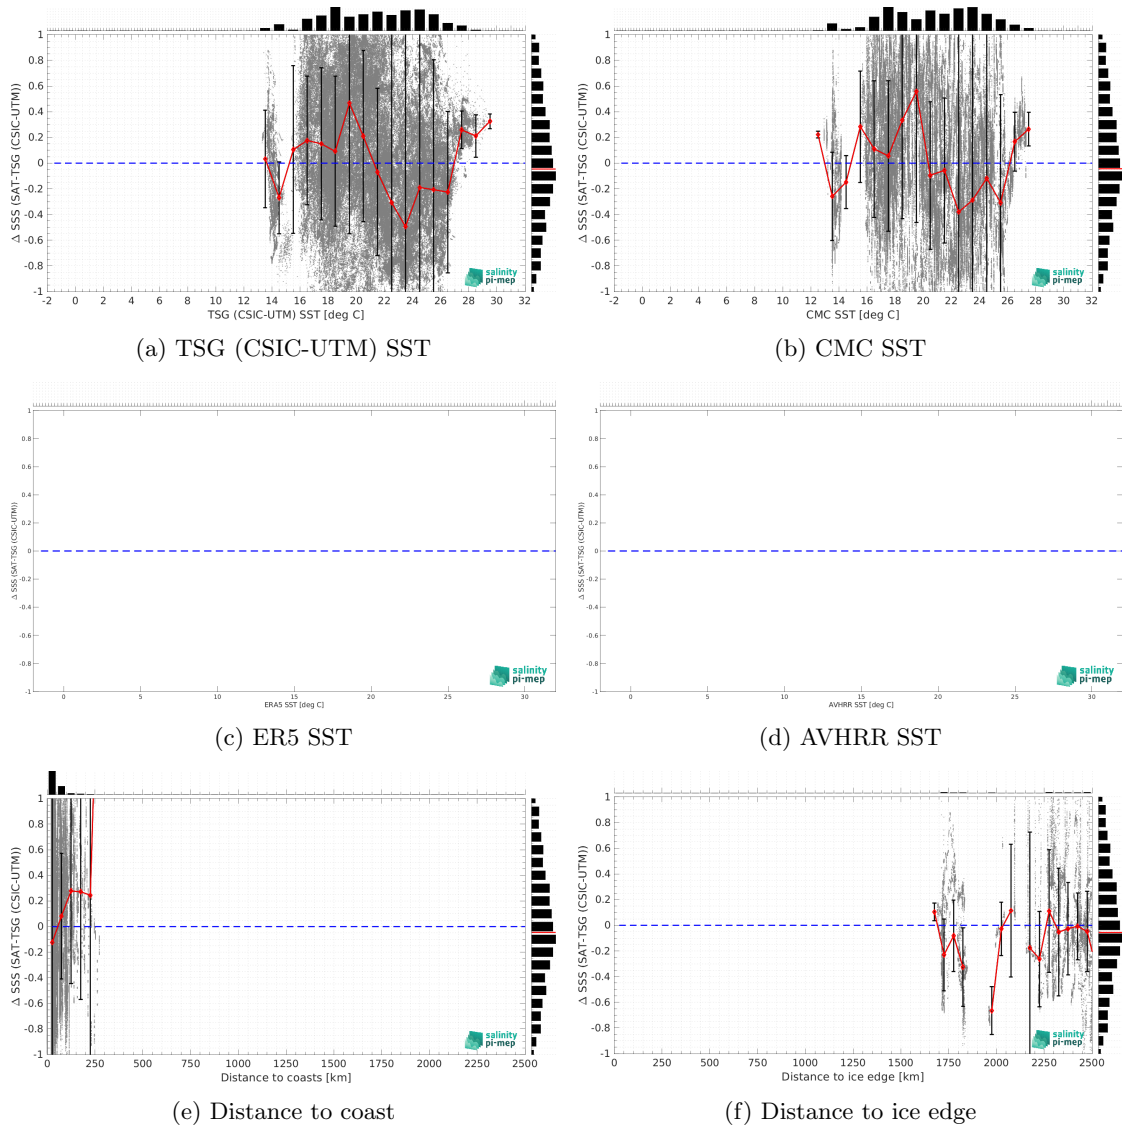 1
0.8
0.6
0.4
0.2
0
-0.2
-0.4
-0.6
-0.8
-1
Δ SSS (SAT-TSG (CSIC-UTM))
salinity
pi-mep
-2 0 2 4 6 8 10 12 14 16 18 20 22 24 26 28 30 32
TSG (CSIC-UTM) SST [deg C]
(a) TSG (CSIC-UTM) SST
1
0.8
0.6
0.4
0.2
0
-0.2
-0.4
-0.6
-0.8
-1
Δ SSS (SAT-TSG (CSIC-UTM))
salinity
pi-mep
-2 0 2 4 6 8 10 12 14 16 18 20 22 24 26 28 30 32
CMC SST [deg C]
(b) CMC SST
1
0.8
0.6
0.4
0.2
0
-0.2
-0.4
-0.6
-0.8
-1
Δ SSS (SAT-TSG (CSIC-UTM))
salinity
pi-mep
0 5 10 15 20 25 30
ERA5 SST [deg C]
(c) ER5 SST
1
0.8
0.6
0.4
0.2
0
-0.2
-0.4
-0.6
-0.8
-1
Δ SSS (SAT-TSG (CSIC-UTM))
salinity
pi-mep
0 5 10 15 20 25 30
AVHRR SST [deg C]
(d) AVHRR SST
1
0.8
0.6
0.4
0.2
0
-0.2
-0.4
-0.6
-0.8
-1
Δ SSS (SAT-TSG (CSIC-UTM))
salinity
pi-mep
0 250 500 750 1000 1250 1500 1750 2000 2250 2500
Distance to coasts [km]
(e) Distance to coast
1
0.8
0.6
0.4
0.2
0
-0.2
-0.4
-0.6
-0.8
-1
Δ SSS (SAT-TSG (CSIC-UTM))
salinity
pi-mep
0 250 500 750 1000 1250 1500 1750 2000 2250 2500
Distance to ice edge [km]
(f) Distance to ice edge